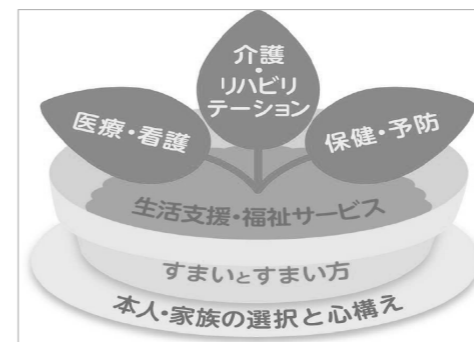 介護
・
リハビリ
テーション
医療・看護
保健・予防
生活支援・福祉サービス
すまいとすまい方
本人・家族の選択と心構え